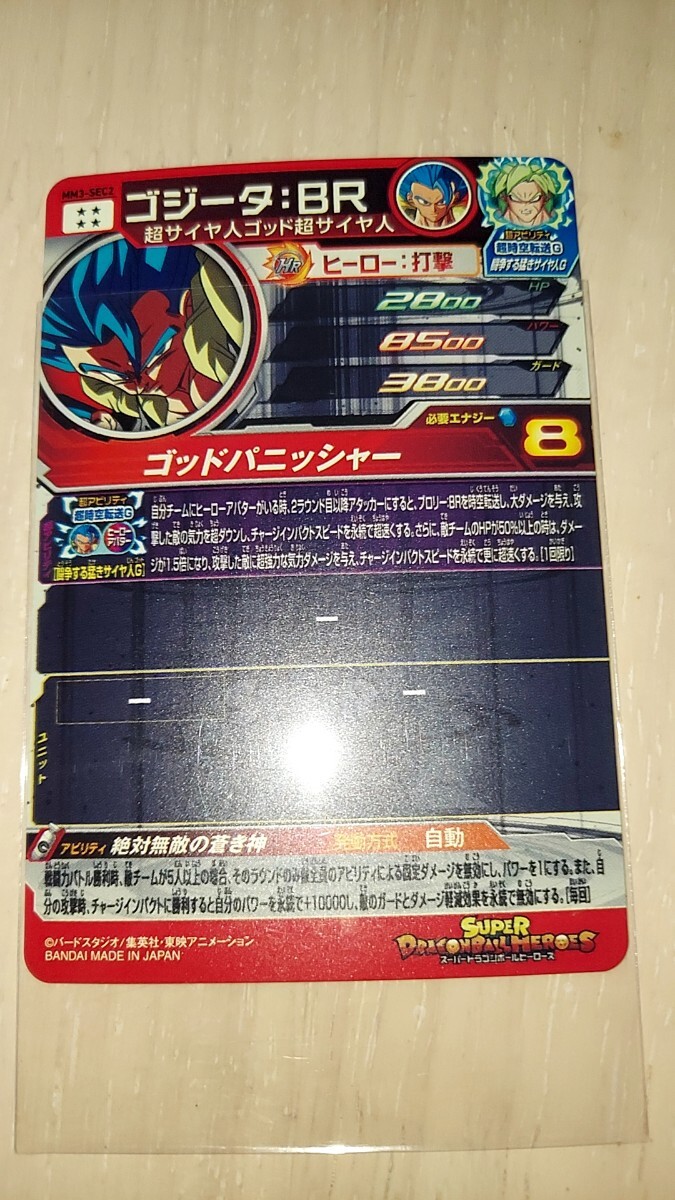 MM3-SEC2
ゴジータ:BR
超サイヤ人ゴッド超サイヤ人
超アビリティ
超時空転送G
闘争する猛きサイヤ人G
HR ヒーロー:打撃
HP
2800
パワー
8500
ガード
3800
必要エナジー
8
ゴッドパニッシャー
超アビリティ
超時空転送G
[闘争する猛きサイヤ人G]
自分チームにヒーローアバターがいる時、2ラウンド目以降アタッカーにすると、ブロリー:BRを時空転送し、大ダメージを与え、攻
撃した敵の気力を超ダウンし、チャージインパクトスピードを永続で超速くする。さらに、敵チームのHPが50%以上の時は、ダメー
ジが1.5倍になり、攻撃した敵に超強力な気力ダメージを与え、チャージインパクトスピードを永続で更に超速くする。[1回限り]
ー
ー
ー
ユニット
アビリティ 絶対無敵の蒼き神
発動方式 自動
戦闘力バトル勝利時、敵チームが5人以上の場合、そのラウンドのみ敵全員のアビリティによる固定ダメージを無効にし、パワーを1にする。また、自
分の攻撃時、チャージインパクトに勝利すると自分のパワーを永続で+10000し、敵のガードとダメージ軽減効果を永続で無効にする。[毎回]
©バードスタジオ/集英社・東映アニメーション
BANDAI MADE IN JAPAN
SUPER
DRAGONBALL HEROES
スーパードラゴンボールヒーローズ